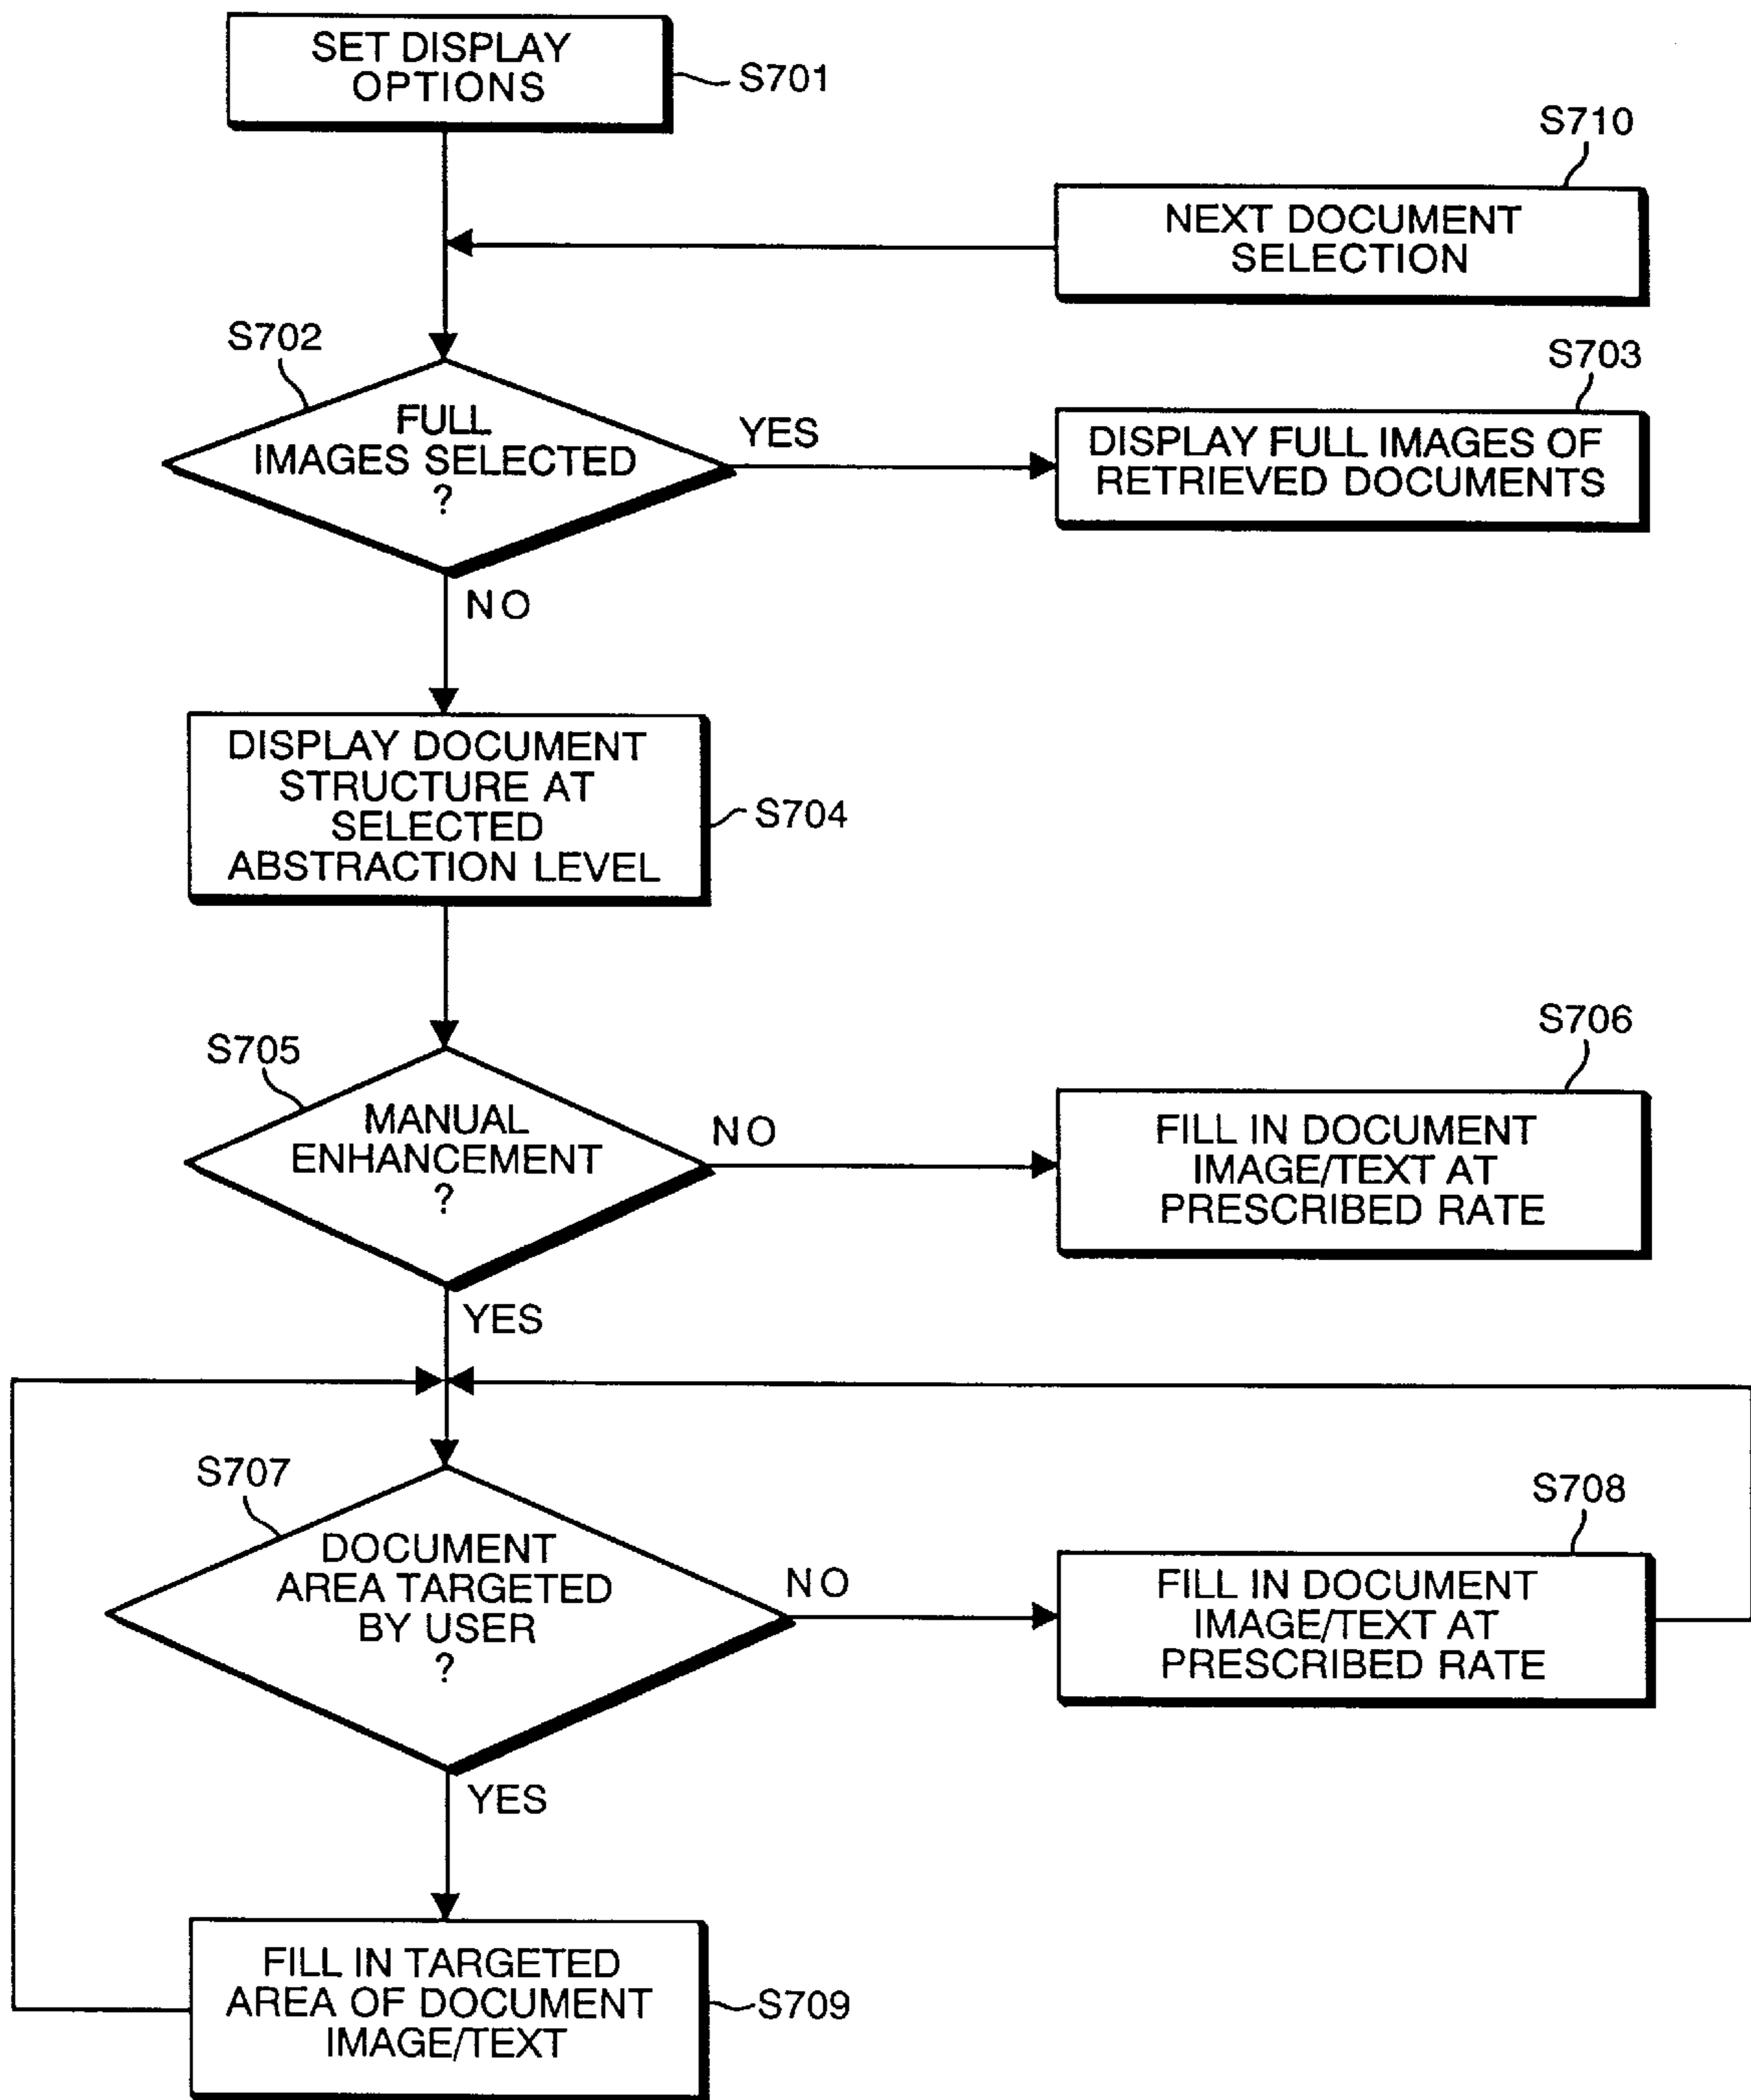 SET DISPLAY
OPTIONS
S701
S710
NEXT DOCUMENT
SELECTION
S702
FULL
IMAGES SELECTED
?
YES
S703
DISPLAY FULL IMAGES OF
RETRIEVED DOCUMENTS
NO
DISPLAY DOCUMENT
STRUCTURE AT
SELECTED
ABSTRACTION LEVEL
S704
S705
MANUAL
ENHANCEMENT
?
NO
S706
FILL IN DOCUMENT
IMAGE/TEXT AT
PRESCRIBED RATE
YES
S707
DOCUMENT
AREA TARGETED
BY USER
?
NO
S708
FILL IN DOCUMENT
IMAGE/TEXT AT
PRESCRIBED RATE
YES
FILL IN TARGETED
AREA OF DOCUMENT
IMAGE/TEXT
S709